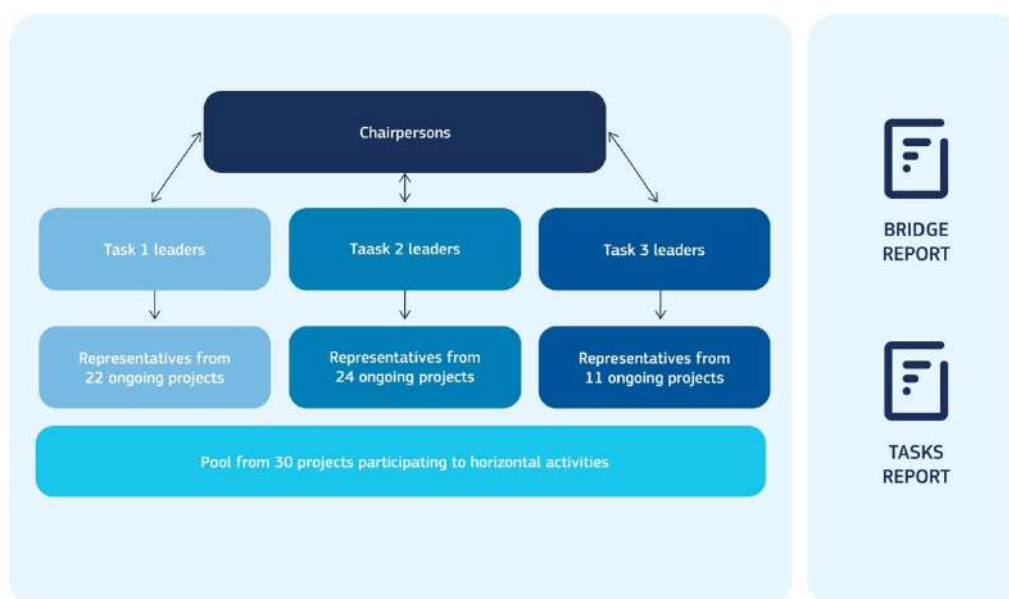 Chairpersons
Task 1 leaders
Taask 2 leaders
Task 3 leaders
Representatives from
22 ongoing projects
Representatives from
24 ongoing projects
Representatives from
11 ongoing projects
Pool from 30 projects participating to horizontal activities
BRIDGE
REPORT
TASKS
REPORT